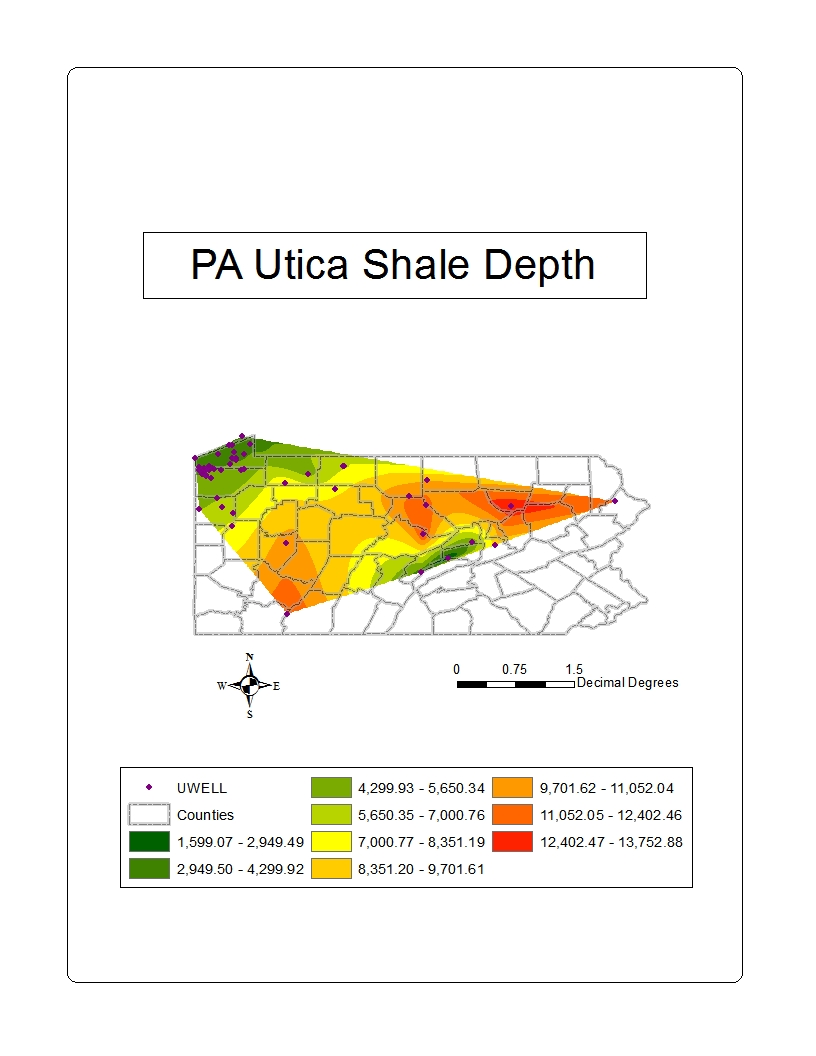 PA Utica Shale Depth
N
W E
S
0 0.75 1.5
Decimal Degrees
UWELL
Counties
1,599.07 - 2,949.49
2,949.50 - 4,299.92
4,299.93 - 5,650.34
5,650.35 - 7,000.76
7,000.77 - 8,351.19
8,351.20 - 9,701.61
9,701.62 - 11,052.04
11,052.05 - 12,402.46
12,402.47 - 13,752.88